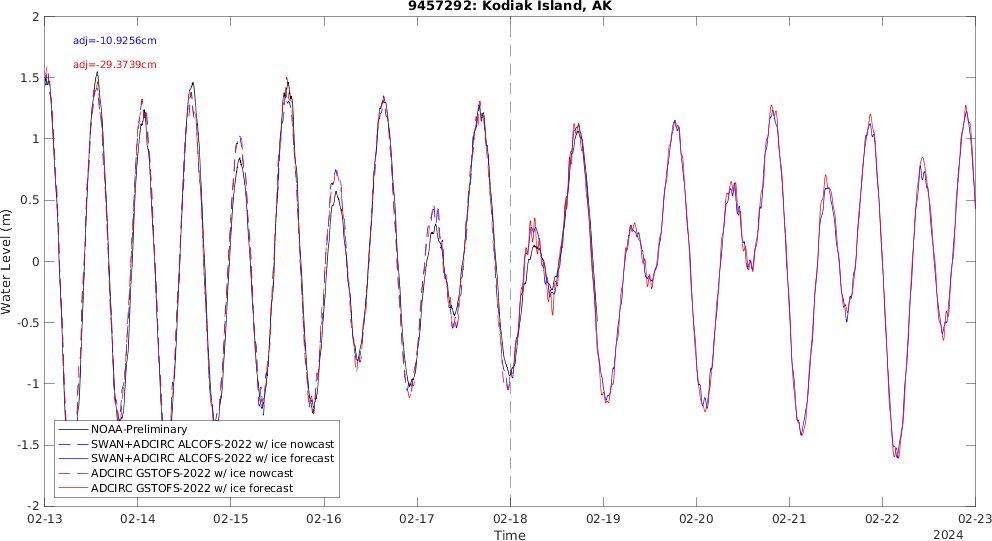 9457292: Kodiak Island, AK
adj=-10.9256cm
adj=-29.3739cm
Water Level (m)
2
1.5
1
0.5
0
-0.5
-1
-1.5
-2
NOAA-Preliminary
SWAN+ADCIRC ALCOFS-2022 w/ ice nowcast
SWAN+ADCIRC ALCOFS-2022 w/ ice forecast
ADCIRC GSTOFS-2022 w/ ice nowcast
ADCIRC GSTOFS-2022 w/ ice forecast
02-13 02-14 02-15 02-16 02-17 02-18 02-19 02-20 02-21 02-22 02-23
Time
2024